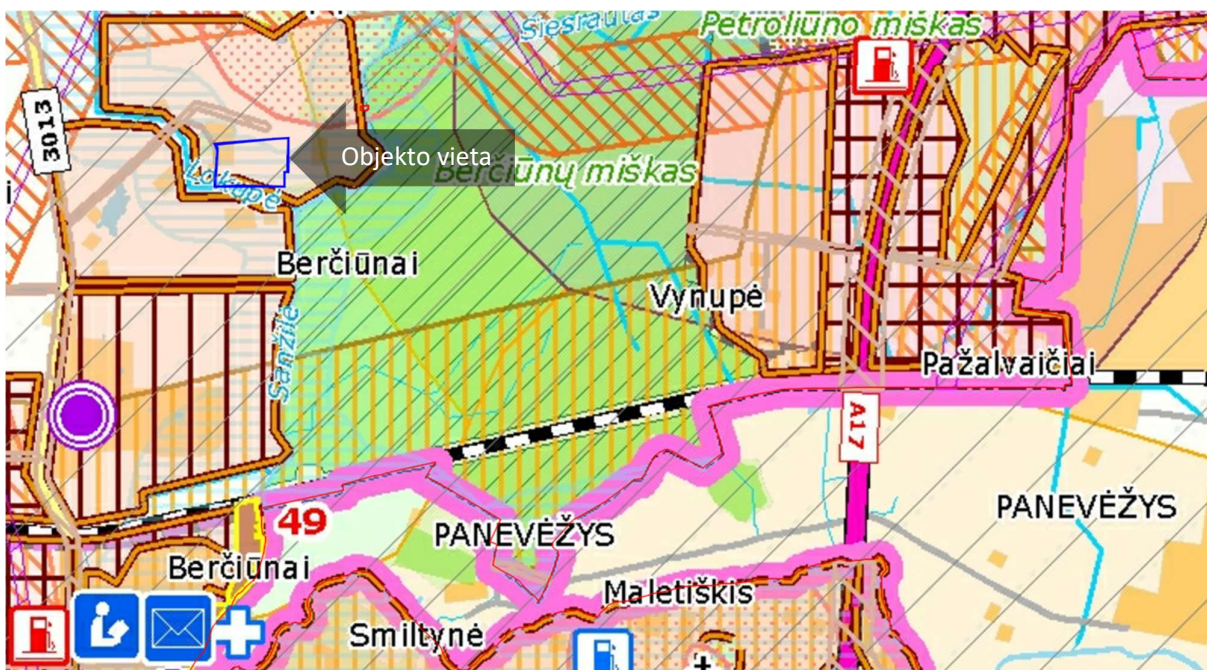 Siesrautas
Petroliūno miškas
3013
Objekto vieta
Lokupė
Berčiūnų miškas
i
Berčiūnai
Vynupė
Sanžilė
Pažalvaičiai
A17
49
PANEVĖŽYS
PANEVĖŽYS
Berčiūnai
Maletiškis
Smiltynė